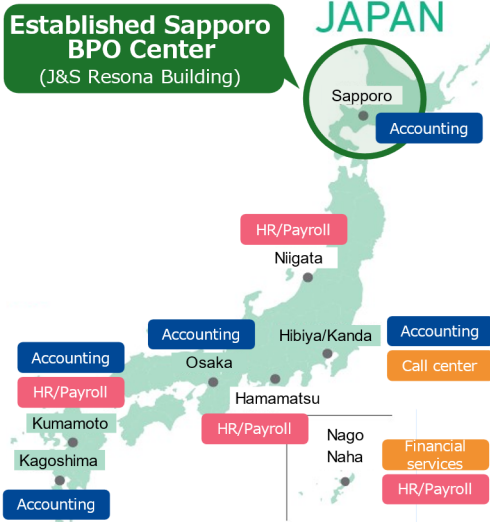 JAPAN
Established Sapporo
BPO Center
(J&S Resona Building)
Sapporo
Accounting
HR/Payroll
Niigata
Accounting
Osaka
Hibiya/Kanda
Accounting
Call center
Accounting
HR/Payroll
Kumamoto
Kagoshima
Accounting
Hamamatsu
HR/Payroll
Nago
Naha
Financial
services
HR/Payroll